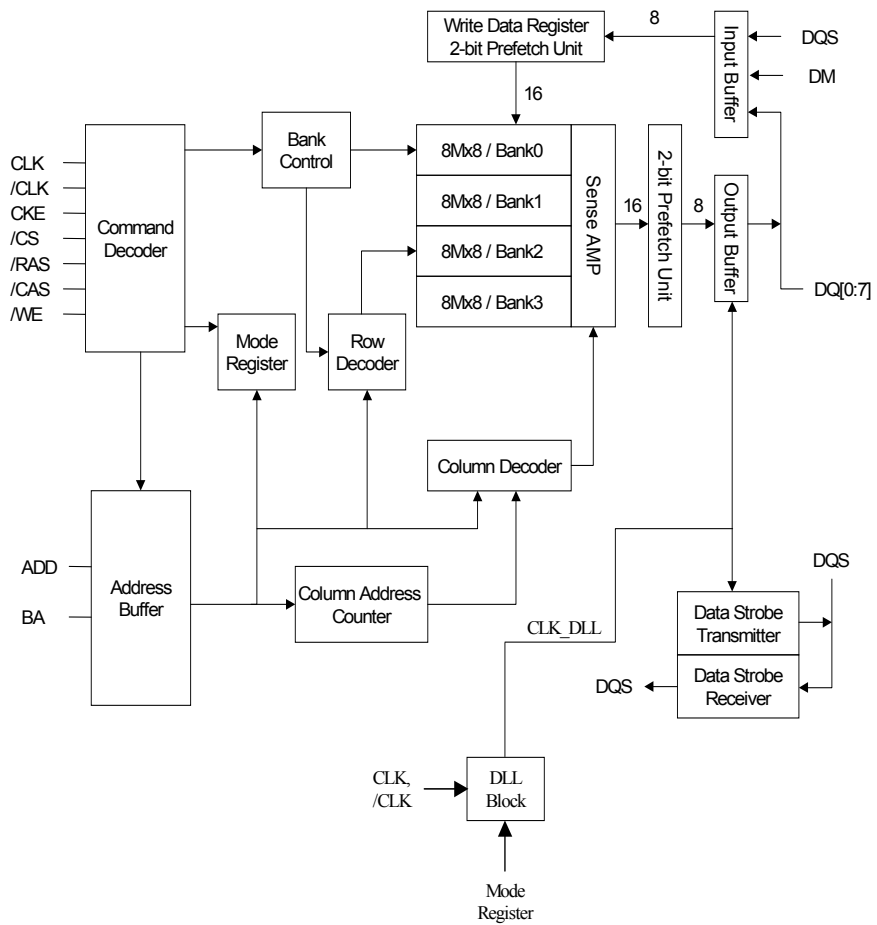 Write Data Register
2-bit Prefetch Unit
8
Input Buffer
DQS
DM
16
Bank
Control
8Mx8 / Bank0
8Mx8 / Bank1
8Mx8 / Bank2
8Mx8 / Bank3
Sense AMP
16
2-bit Prefetch Unit
8
Output Buffer
DQ[0:7]
CLK
/CLK
CKE
/CS
/RAS
/CAS
/WE
Command
Decoder
Mode
Register
Row
Decoder
Column Decoder
ADD
BA
Address
Buffer
Column Address
Counter
CLK_DLL
DQS
Data Strobe
Transmitter
Data Strobe
Receiver
DQS
CLK,
/CLK
DLL
Block
Mode
Register